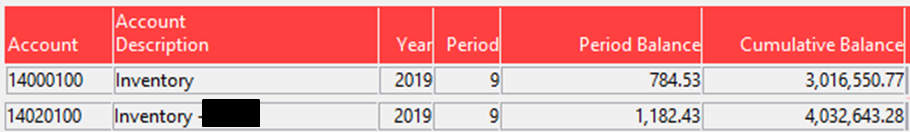 Account Account Description Year Period Period Balance Cumulative Balance
14000100 Inventory 2019 9 784.53 3,016,550.77
14020100 Inventory - 2019 9 1,182.43 4,032,643.28